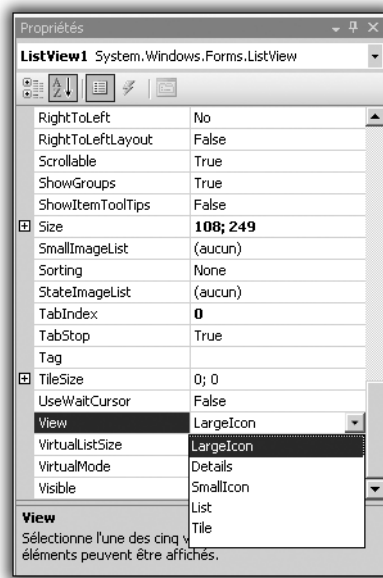 Propriétés
ListView1 System.Windows.Forms.ListView
RightToLeft No
RightToLeftLayout False
Scrollable True
ShowGroups True
ShowItemToolTips False
Size 108; 249
SmallImageList (aucun)
Sorting None
StateImageList (aucun)
TabIndex 0
TabStop True
Tag
TileSize 0; 0
UseWaitCursor False
View LargeIcon
VirtualListSize LargeIcon
VirtualMode Details
Visible SmallIcon
List
Tile
View
Sélectionne l'une des cinq
éléments peuvent être affichés.